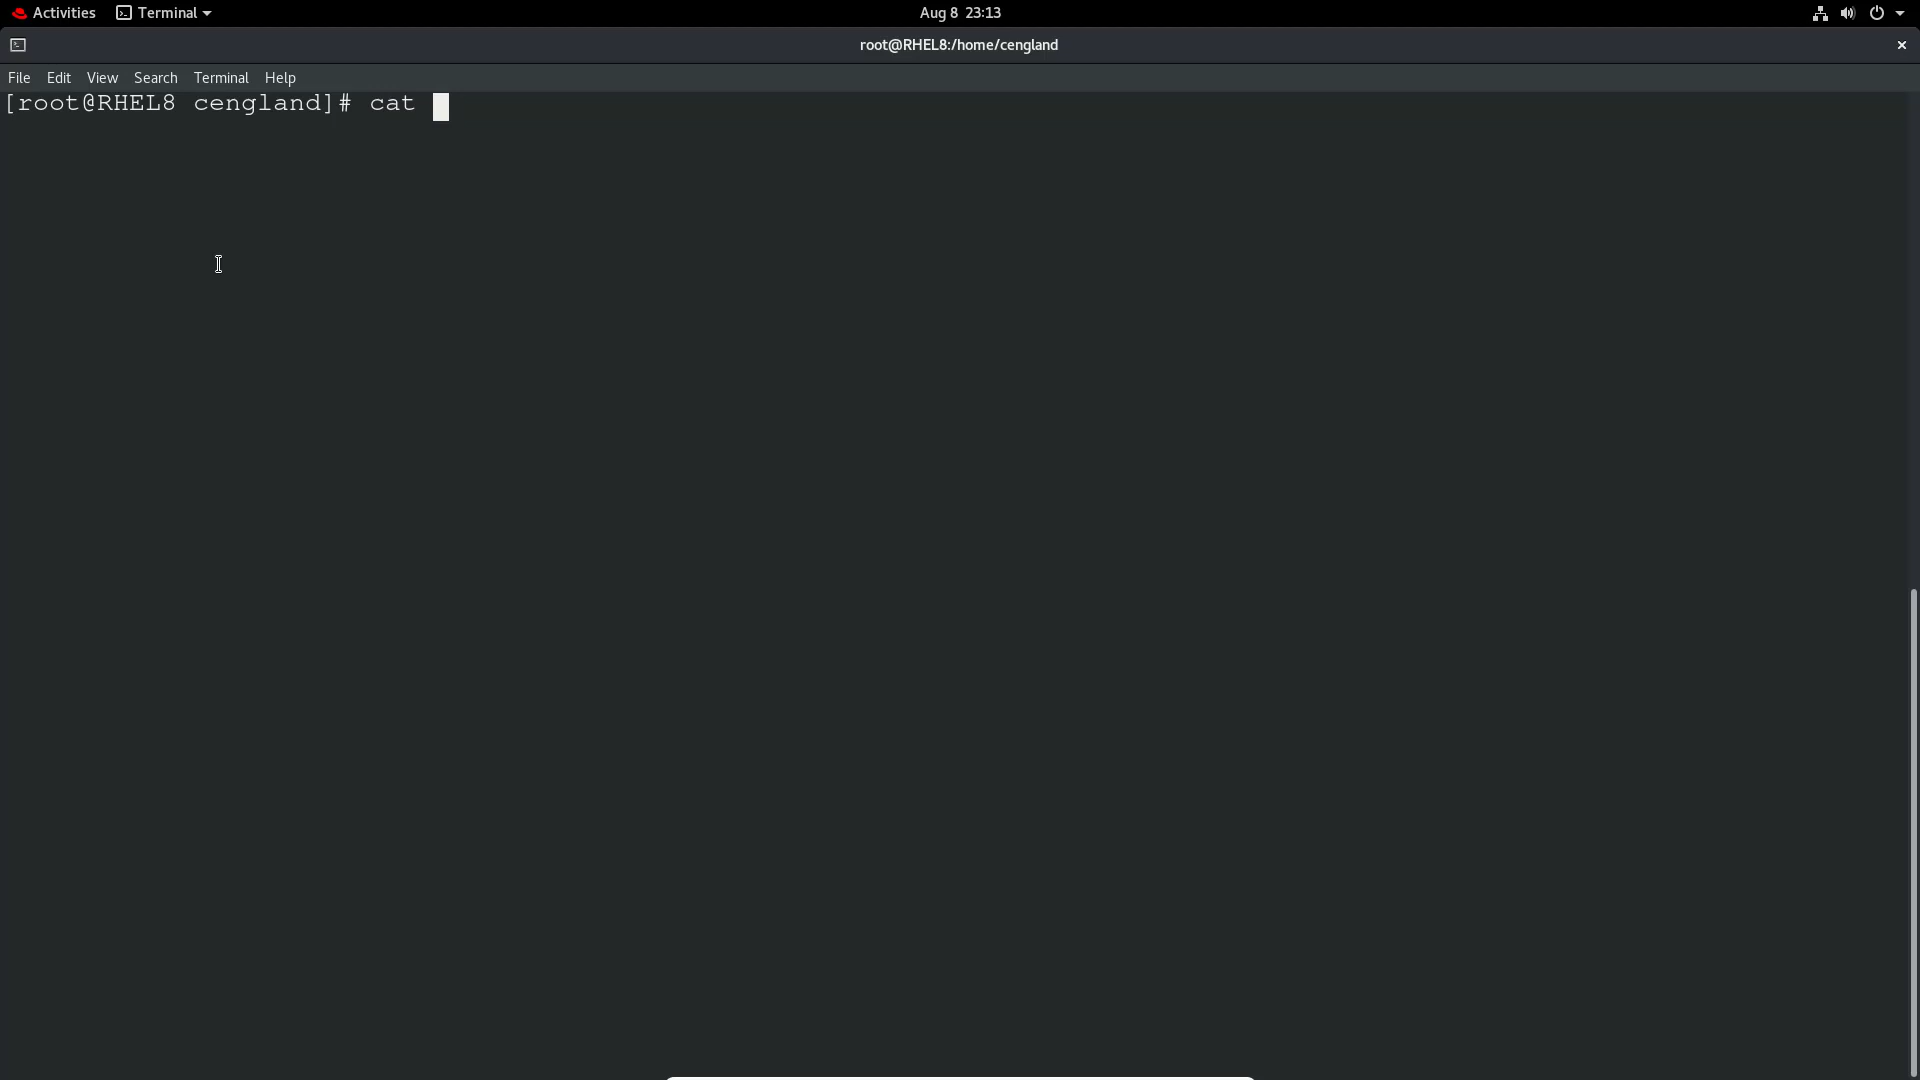 Activities Terminal Aug 8 23:13
root@RHEL8:/home/cengland
File Edit View Search Terminal Help
[root@RHEL8 cengland]# cat